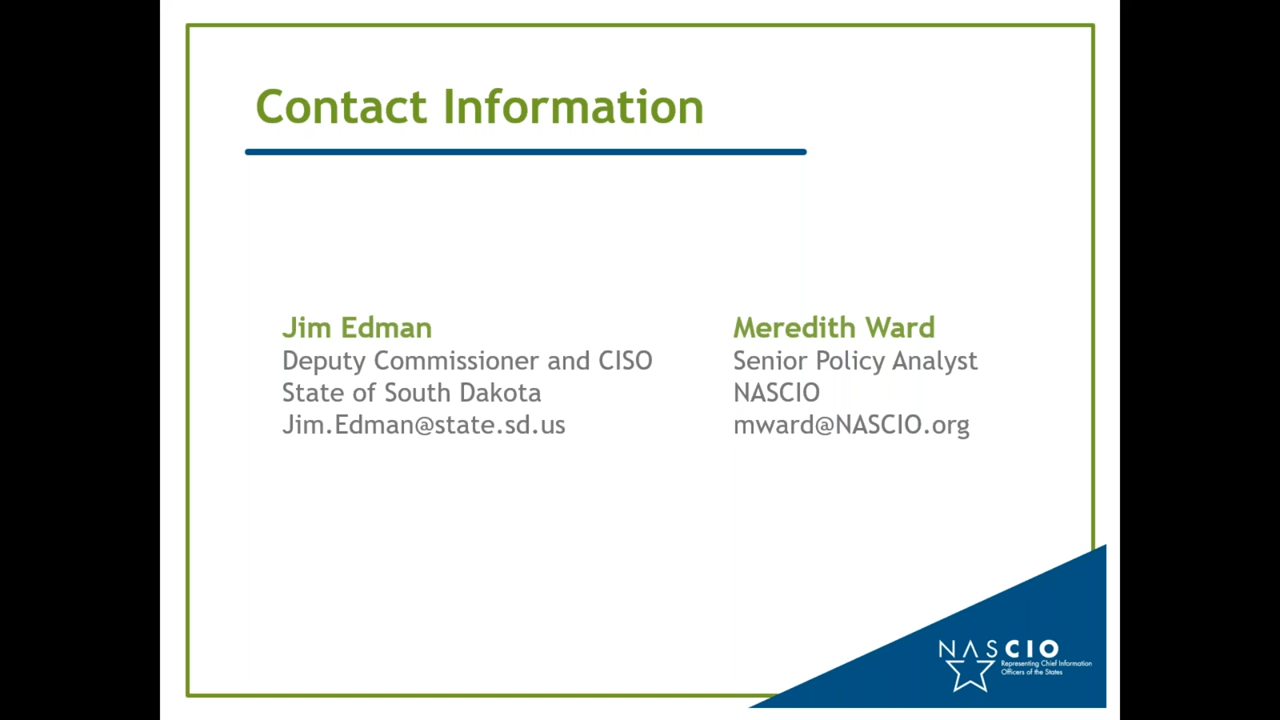 Contact Information
Jim Edman
Deputy Commissioner and CISO
State of South Dakota
Jim.Edman@state.sd.us
Meredith Ward
Senior Policy Analyst
NASCIO
mward@NASCIO.org
NASCIO
Representing Chief Information
Officers of the States